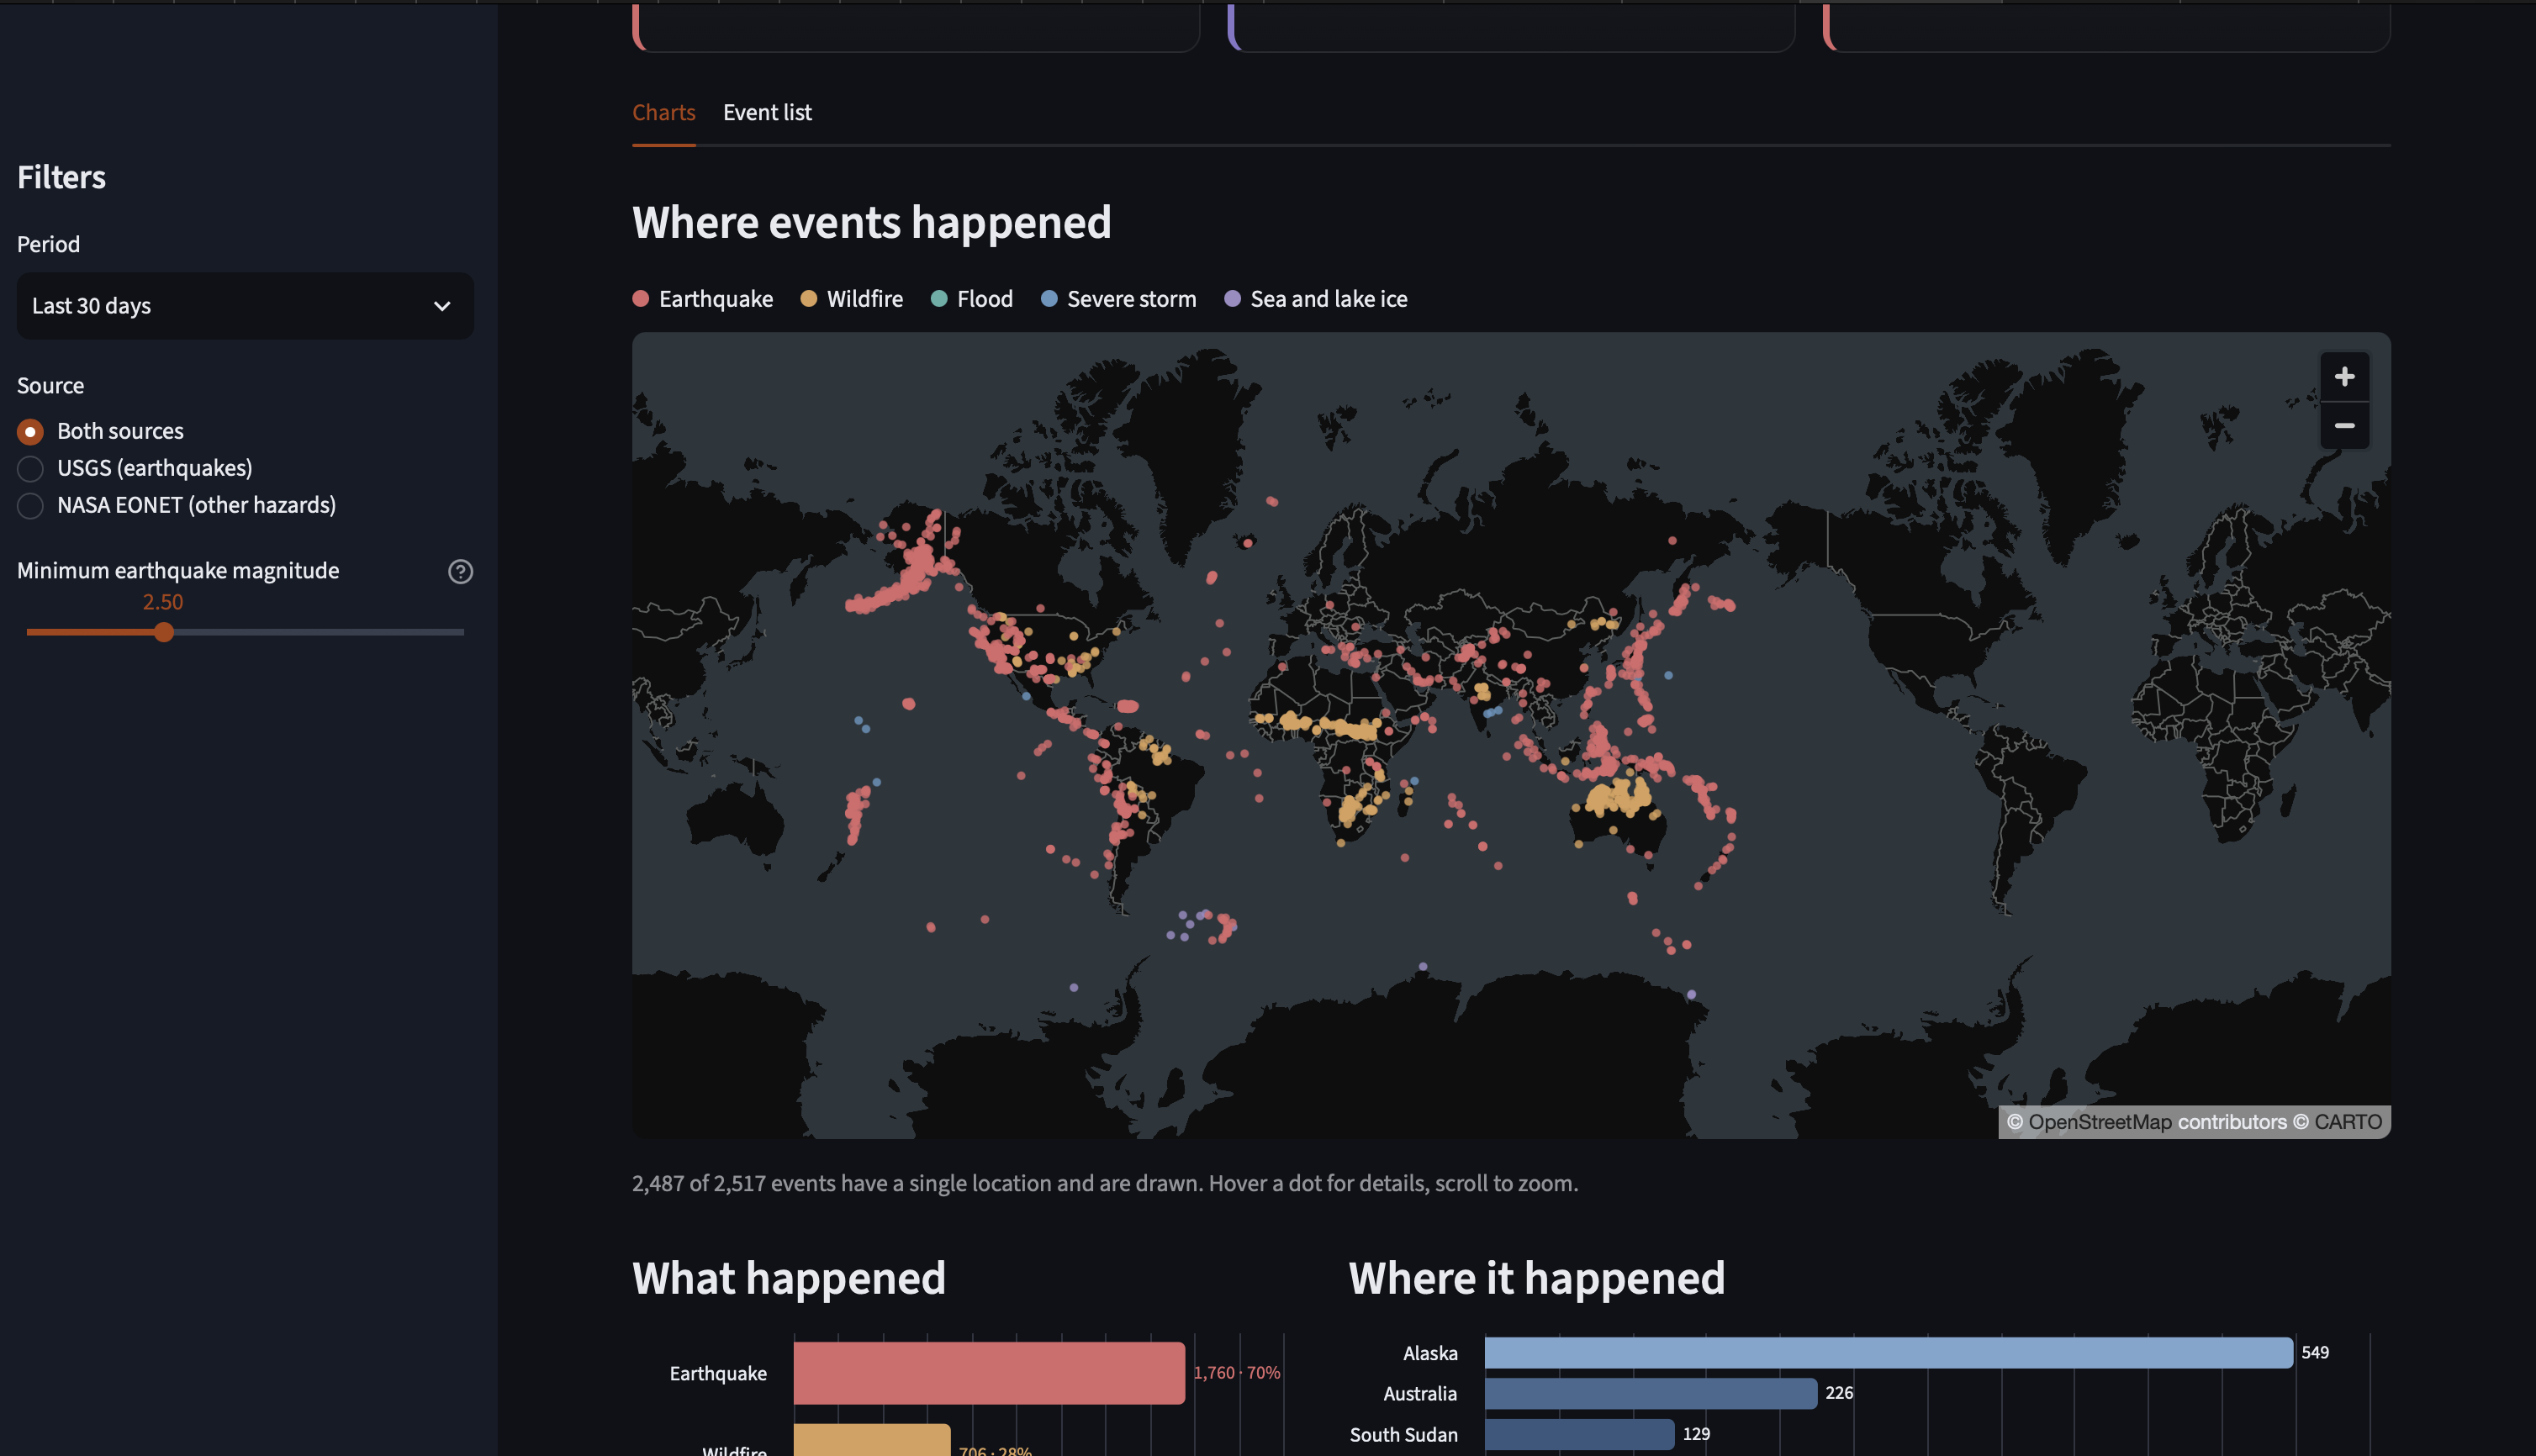 Charts Event list
Filters
Where events happened
Period
Earthquake Wildfire Flood Severe storm Sea and lake ice
Last 30 days
Source
Both sources
USGS (earthquakes)
NASA EONET (other hazards)
Minimum earthquake magnitude ?
2.50
+
−
© OpenStreetMap contributors © CARTO
2,487 of 2,517 events have a single location and are drawn. Hover a dot for details, scroll to zoom.
What happened
Earthquake 1,760 · 70%
Wildfire 706 · 28%
Where it happened
Alaska 549
Australia 226
South Sudan 129